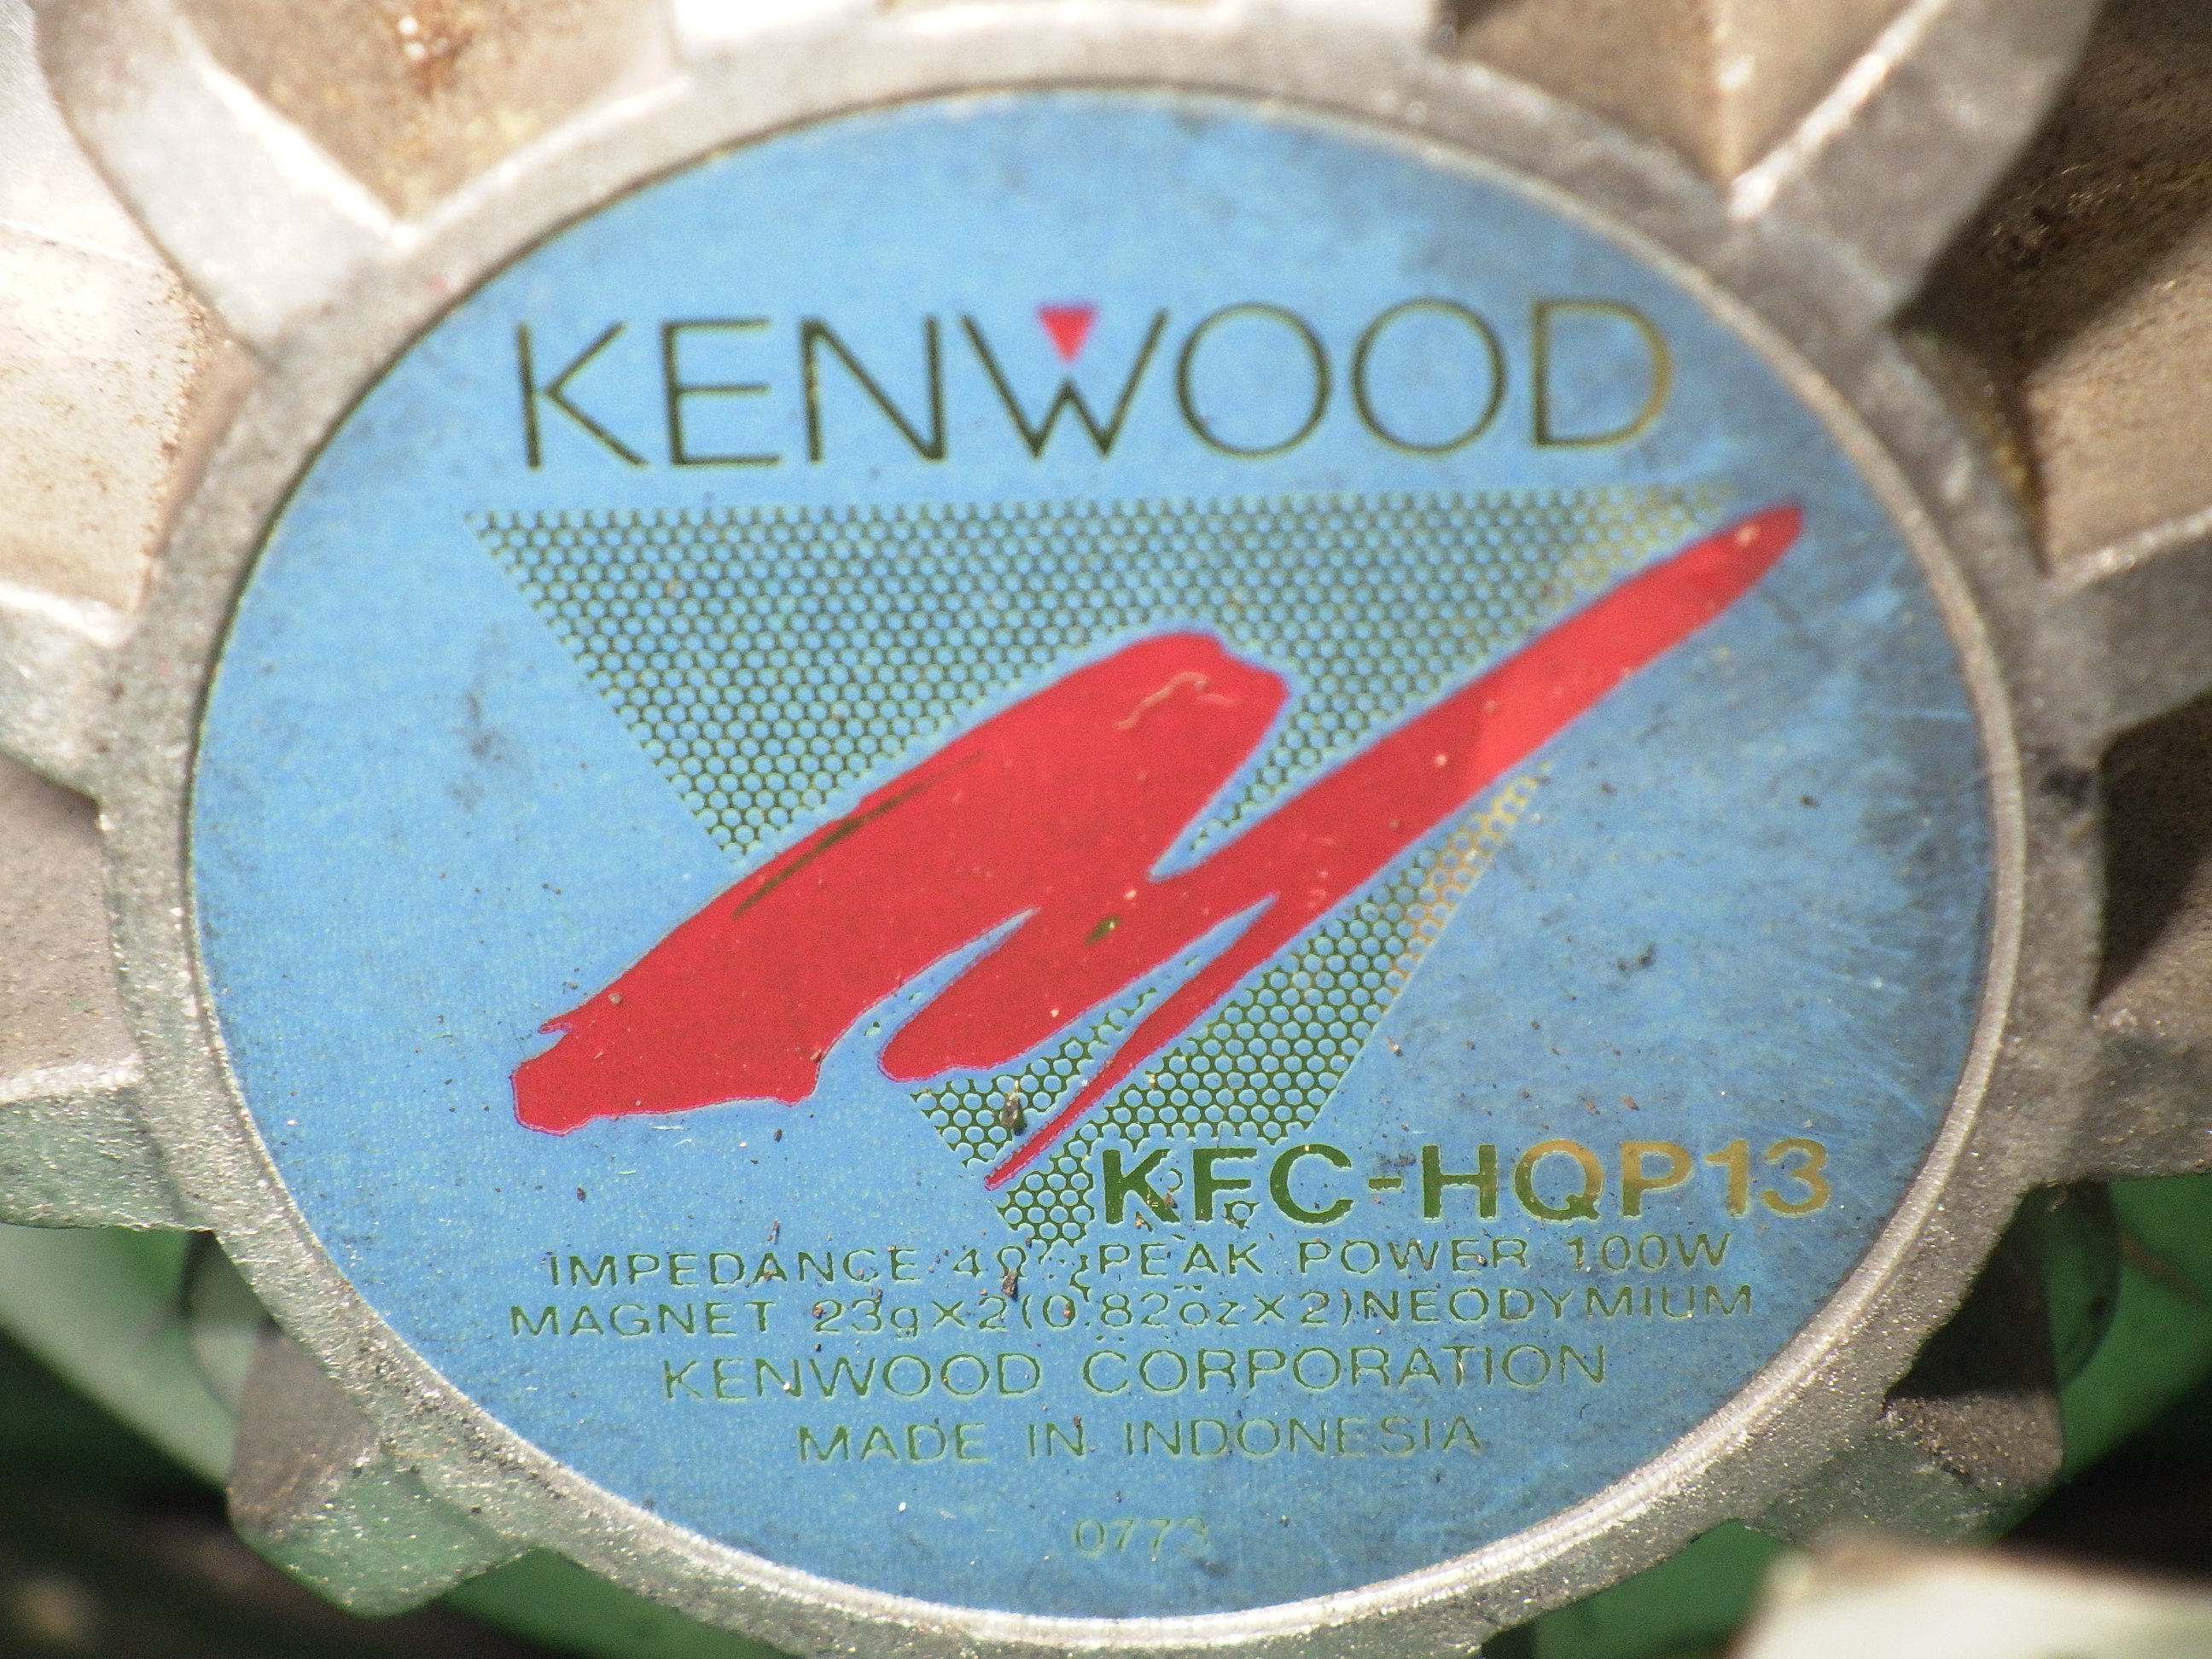 KENWOOD
KFC-HQP13
IMPEDANCE 4Ω PEAK POWER 100W
MAGNET 23g×2(0.82oz×2)NEODYMIUM
KENWOOD CORPORATION
MADE IN INDONESIA
0773